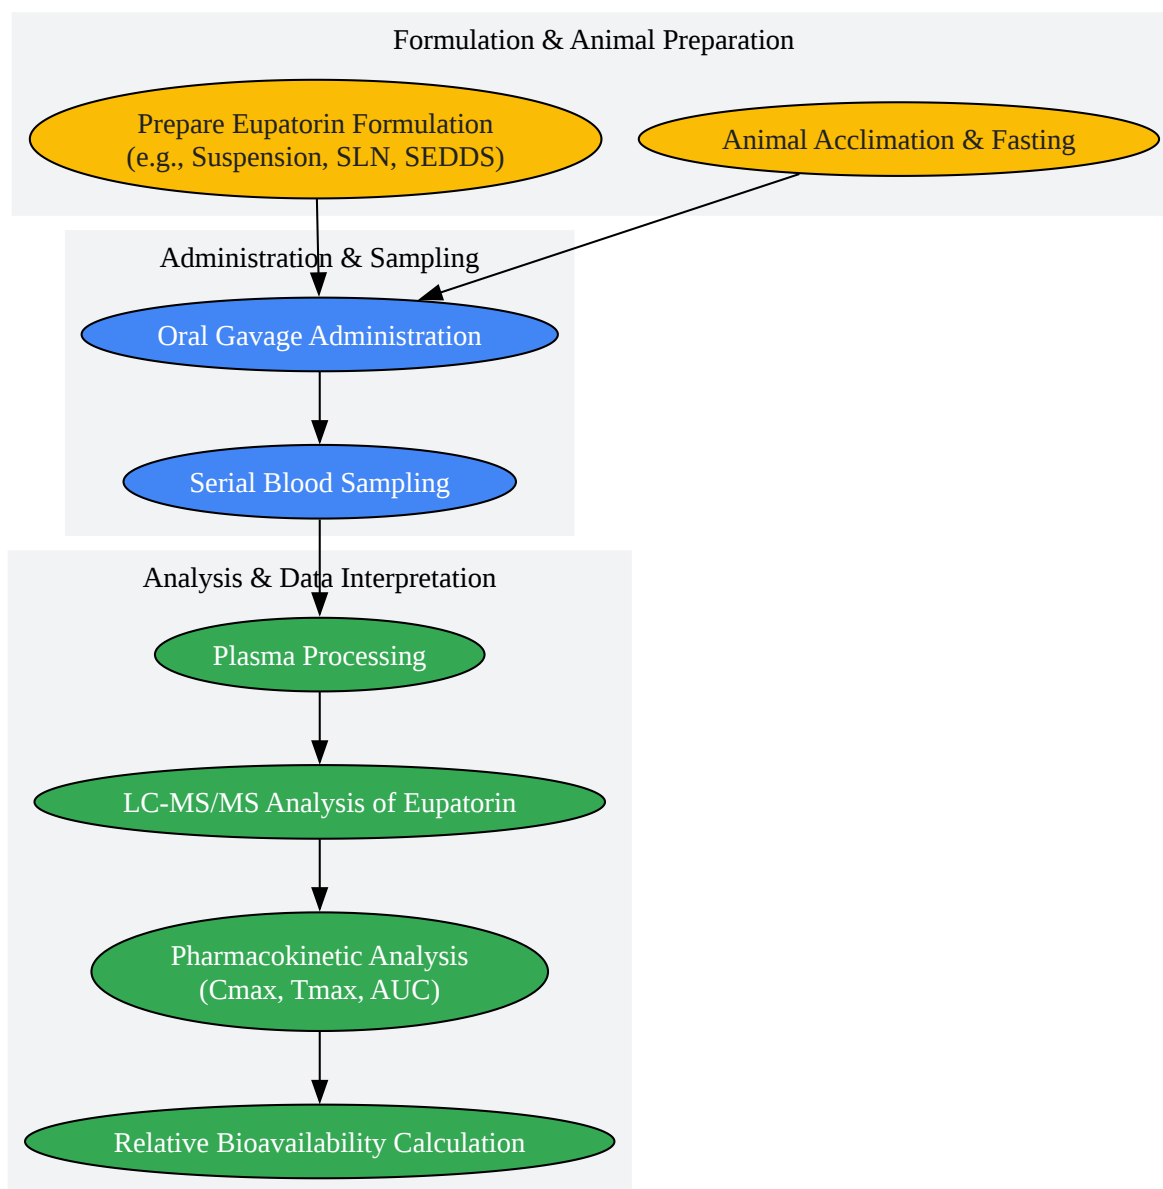 Formulation & Animal Preparation
Prepare Eupatorin Formulation
(e.g., Suspension, SLN, SEDDS)
Animal Acclimation & Fasting
Administration & Sampling
Oral Gavage Administration
Serial Blood Sampling
Analysis & Data Interpretation
Plasma Processing
LC-MS/MS Analysis of Eupatorin
Pharmacokinetic Analysis
(Cmax, Tmax, AUC)
Relative Bioavailability Calculation